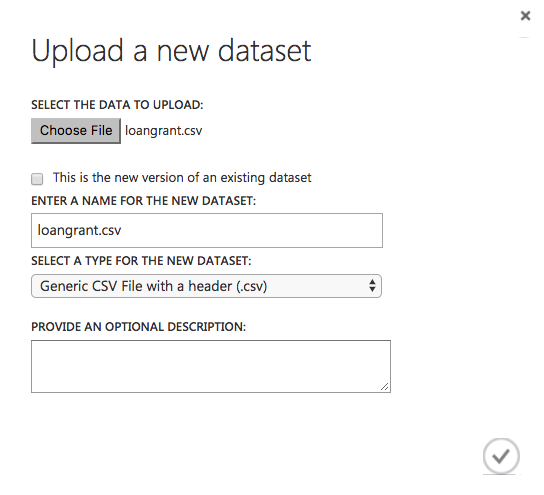 Upload a new dataset
SELECT THE DATA TO UPLOAD:
Choose File loangrant.csv
This is the new version of an existing dataset
ENTER A NAME FOR THE NEW DATASET:
loangrant.csv
SELECT A TYPE FOR THE NEW DATASET:
Generic CSV File with a header (.csv)
PROVIDE AN OPTIONAL DESCRIPTION: